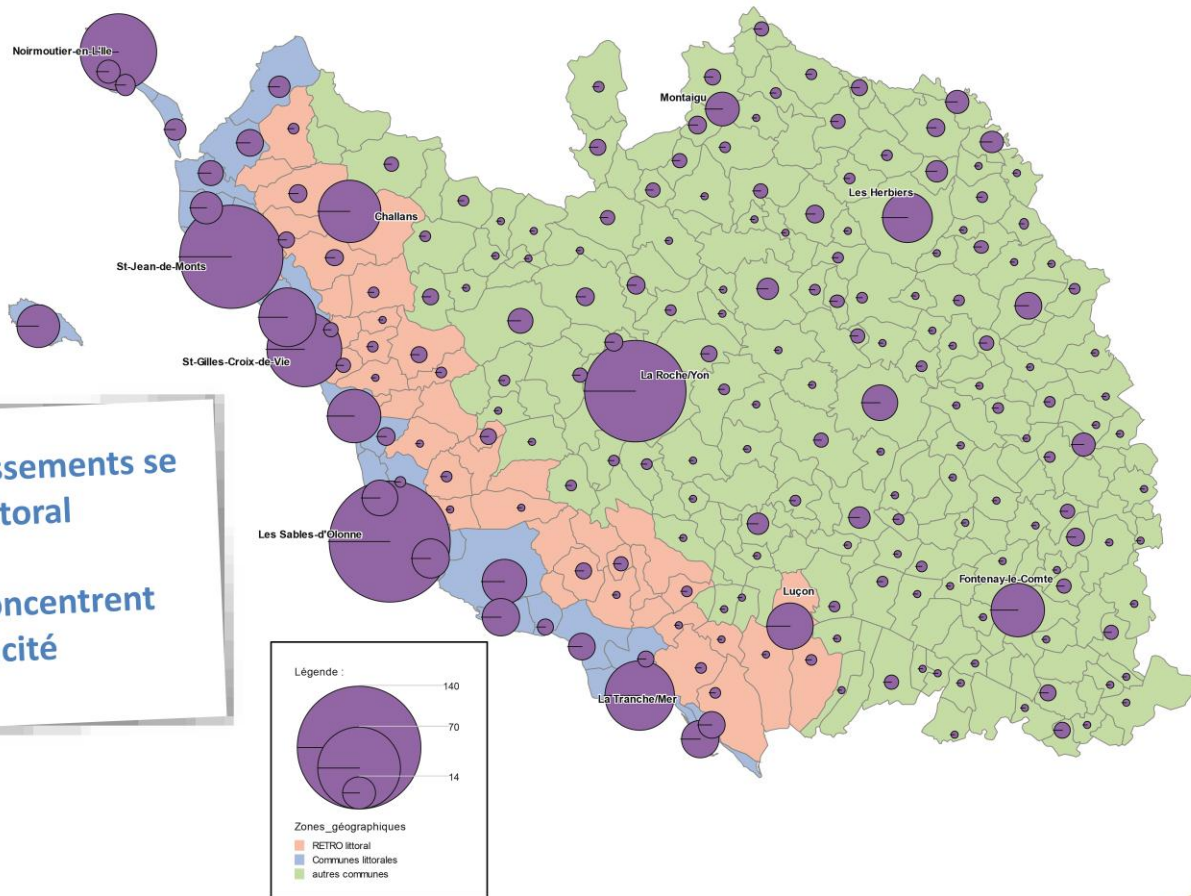 Noirmoutier-en-L'Ile
Montaigu
Les Herbiers
Challans
St-Jean-de-Monts
St-Gilles-Croix-de-Vie
La Roche/Yon
ssements se
ttoral
Les Sables-d'Olonne
oncentrent
cité
Fontenay-le-Comte
Luçon
La Tranche/Mer
Légende :
140
70
14
Zones_géographiques
RETRO littoral
Communes littorales
autres communes